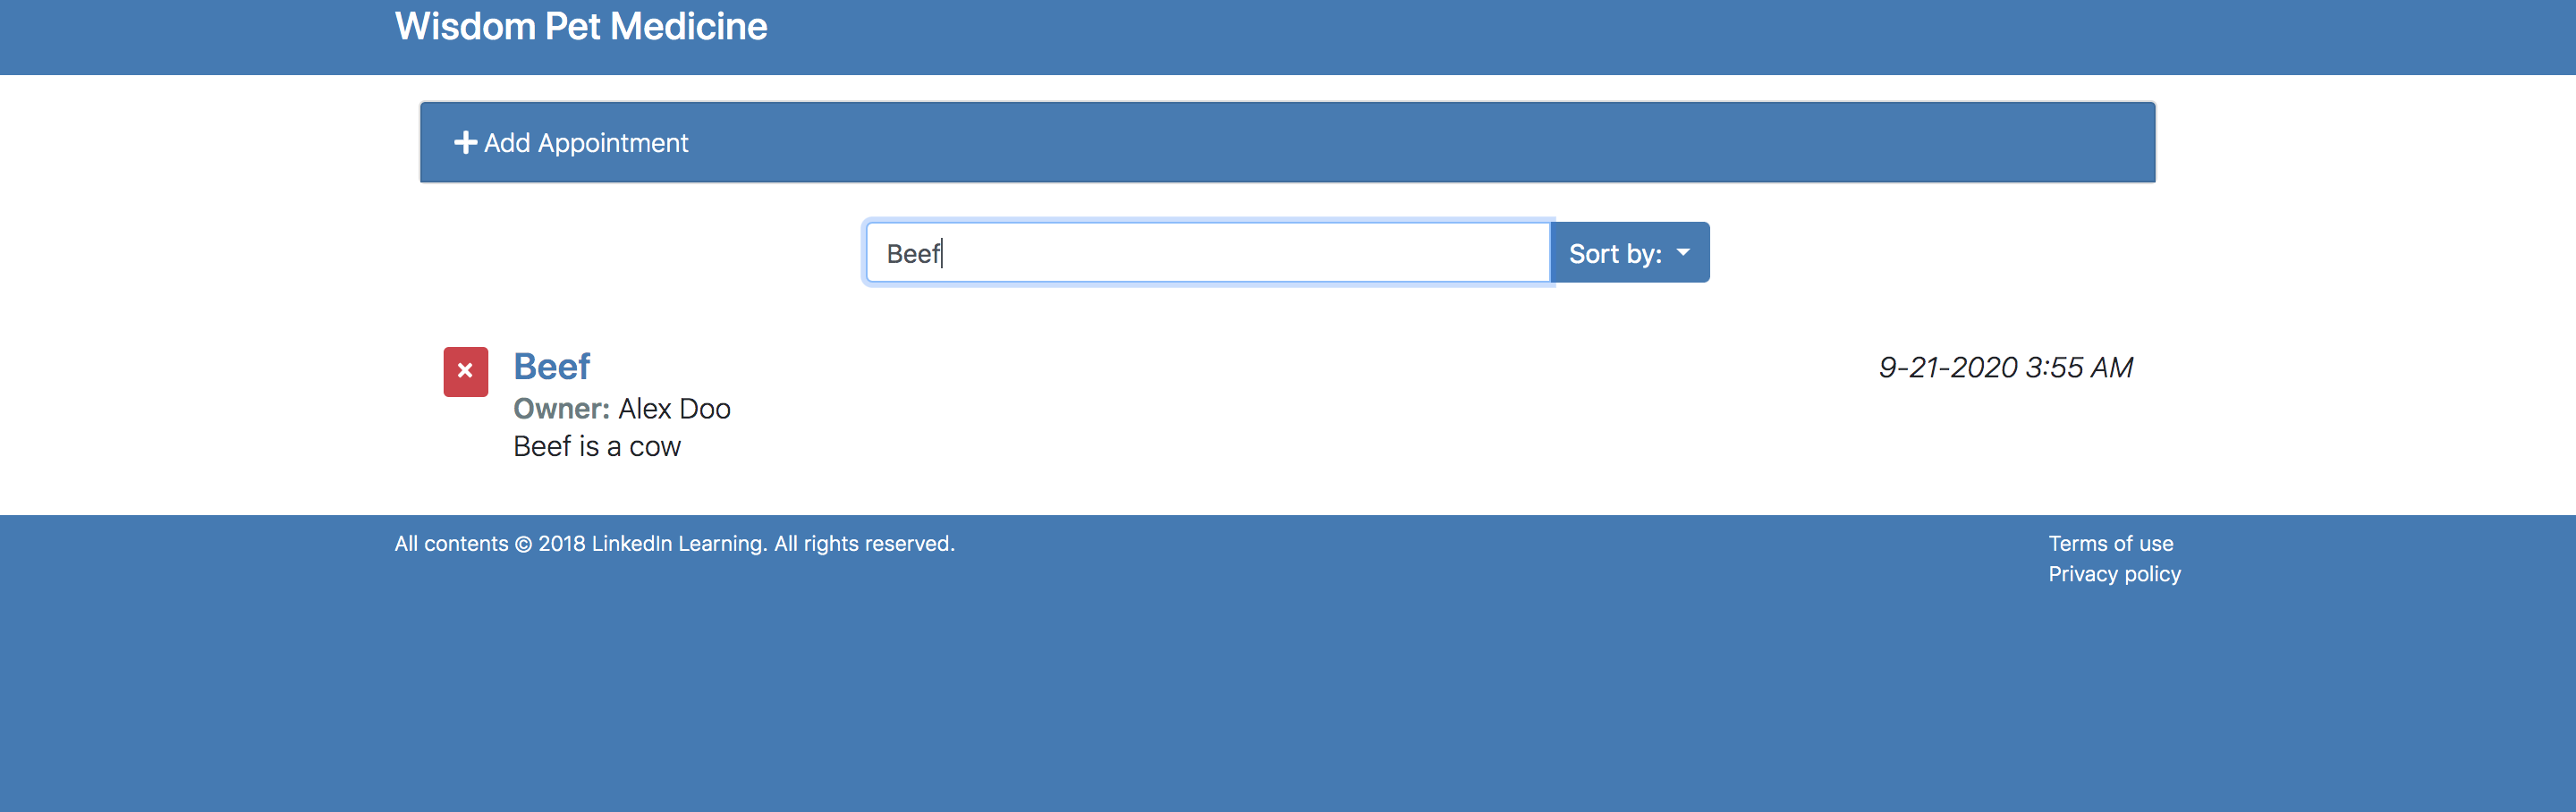 Wisdom Pet Medicine
Add Appointment
Beef
Sort by:
Beef
9-21-2020 3:55 AM
Owner: Alex Doo
Beef is a cow
All contents © 2018 LinkedIn Learning. All rights reserved.
Terms of use
Privacy policy